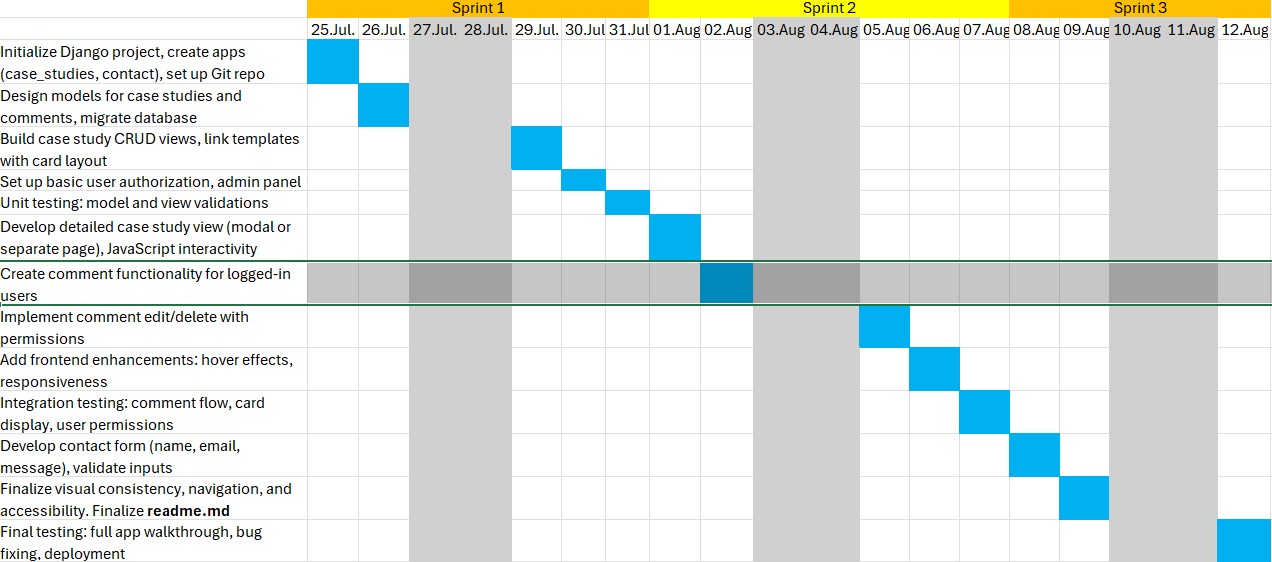 Sprint 1 Sprint 2 Sprint 3
25.Jul. 26.Jul. 27.Jul. 28.Jul. 29.Jul. 30.Jul 31.Jul 01.Aug 02.Aug 03.Aug 04.Aug 05.Aug 06.Aug 07.Aug 08.Aug 09.Aug 10.Aug 11.Aug 12.Aug
Initialize Django project, create apps
(case_studies, contact), set up Git repo
Design models for case studies and
comments, migrate database
Build case study CRUD views, link templates
with card layout
Set up basic user authorization, admin panel
Unit testing: model and view validations
Develop detailed case study view (modal or
separate page), JavaScript interactivity
Create comment functionality for logged-in
users
Implement comment edit/delete with
permissions
Add frontend enhancements: hover effects,
responsiveness
Integration testing: comment flow, card
display, user permissions
Develop contact form (name, email,
message), validate inputs
Finalize visual consistency, navigation, and
accessibility. Finalize readme.md
Final testing: full app walkthrough, bug
fixing, deployment